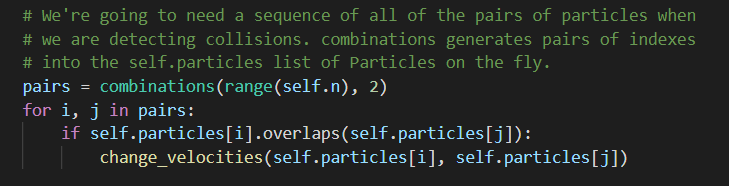 # We're going to need a sequence of all of the pairs of particles when
# we are detecting collisions. combinations generates pairs of indexes
# into the self.particles list of Particles on the fly.
pairs = combinations(range(self.n), 2)
for i, j in pairs:
    if self.particles[i].overlaps(self.particles[j]):
        change_velocities(self.particles[i], self.particles[j])